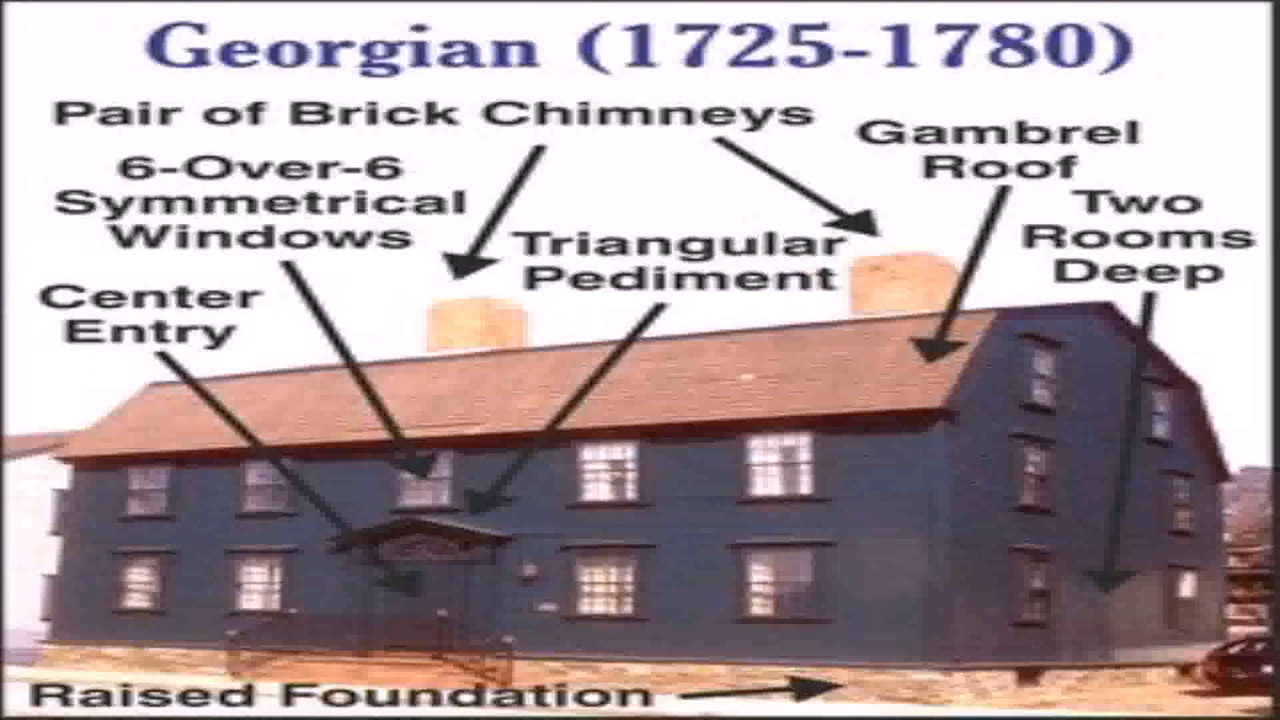 Georgian (1725-1780)
Pair of Brick Chimneys
Gambrel
Roof
6-Over-6
Symmetrical
Windows
Two
Rooms
Deep
Triangular
Pediment
Center
Entry
Raised Foundation